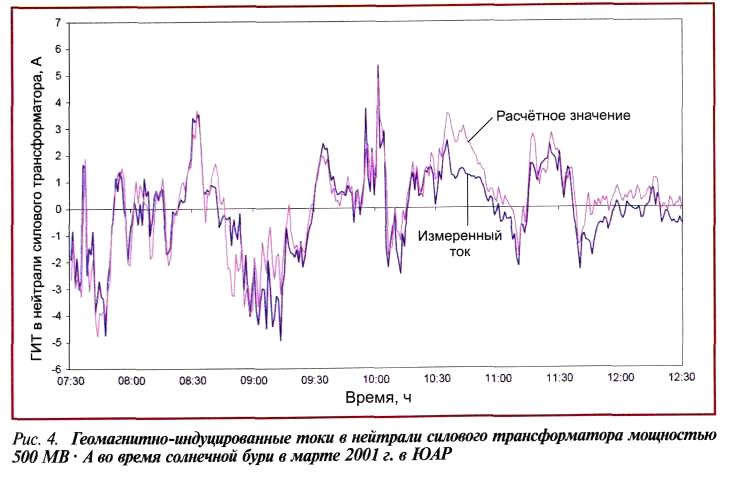 ГИТ в нейтрали силового трансформатора, А
7
6
5
4
3
2
1
0
-1
-2
-3
-4
-5
-6
Расчётное значение
Измеренный
ток
07:30 08:00 08:30 09:00 09:30 10:00 10:30 11:00 11:30 12:00 12:30
Время, ч
Рис. 4. Геомагнитно-индуцированные токи в нейтрали силового трансформатора мощностью
500 МВ · А во время солнечной бури в марте 2001 г. в ЮАР